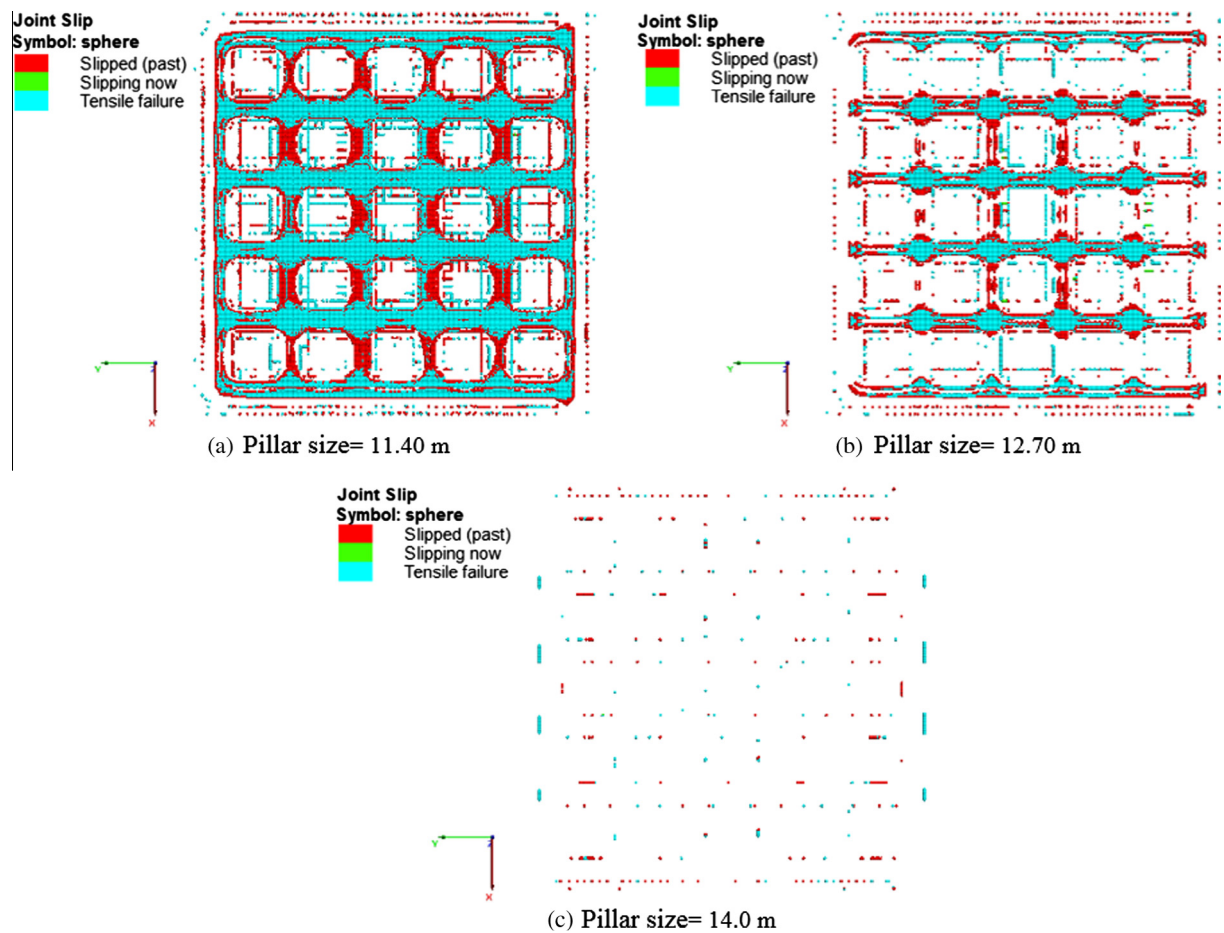 Joint Slip
Symbol: sphere
Slipped (past)
Slipping now
Tensile failure
Y
Z
X
(a) Pillar size= 11.40 m
Joint Slip
Symbol: sphere
Slipped (past)
Slipping now
Tensile failure
Y
Z
X
(b) Pillar size= 12.70 m
Joint Slip
Symbol: sphere
Slipped (past)
Slipping now
Tensile failure
Y
Z
X
(c) Pillar size= 14.0 m